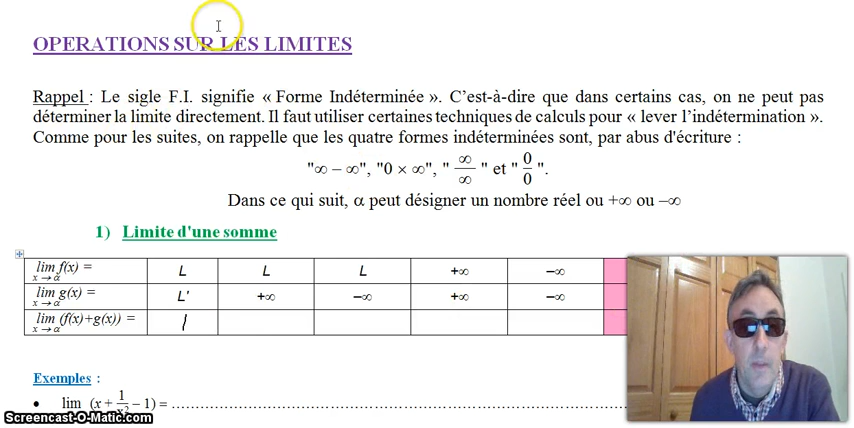 OPERATIONS SUR LES LIMITES
Rappel : Le sigle F.I. signifie « Forme Indéterminée ». C'est-à-dire que dans certains cas, on ne peut pas
déterminer la limite directement. Il faut utiliser certaines techniques de calculs pour « lever l'indétermination ».
Comme pour les suites, on rappelle que les quatre formes indéterminées sont, par abus d'écriture :
"∞ – ∞", "0 × ∞", " ∞/∞ " et " 0/0 ".
Dans ce qui suit, α peut désigner un nombre réel ou +∞ ou –∞
1) Limite d'une somme
lim f(x) = L L L +∞ –∞
x → α
lim g(x) = L' +∞ –∞ +∞ –∞
x → α
lim (f(x)+g(x)) =
x → α
Exemples :
• lim (x + 1/x² – 1) = ........................................
Screencast-O-Matic.com